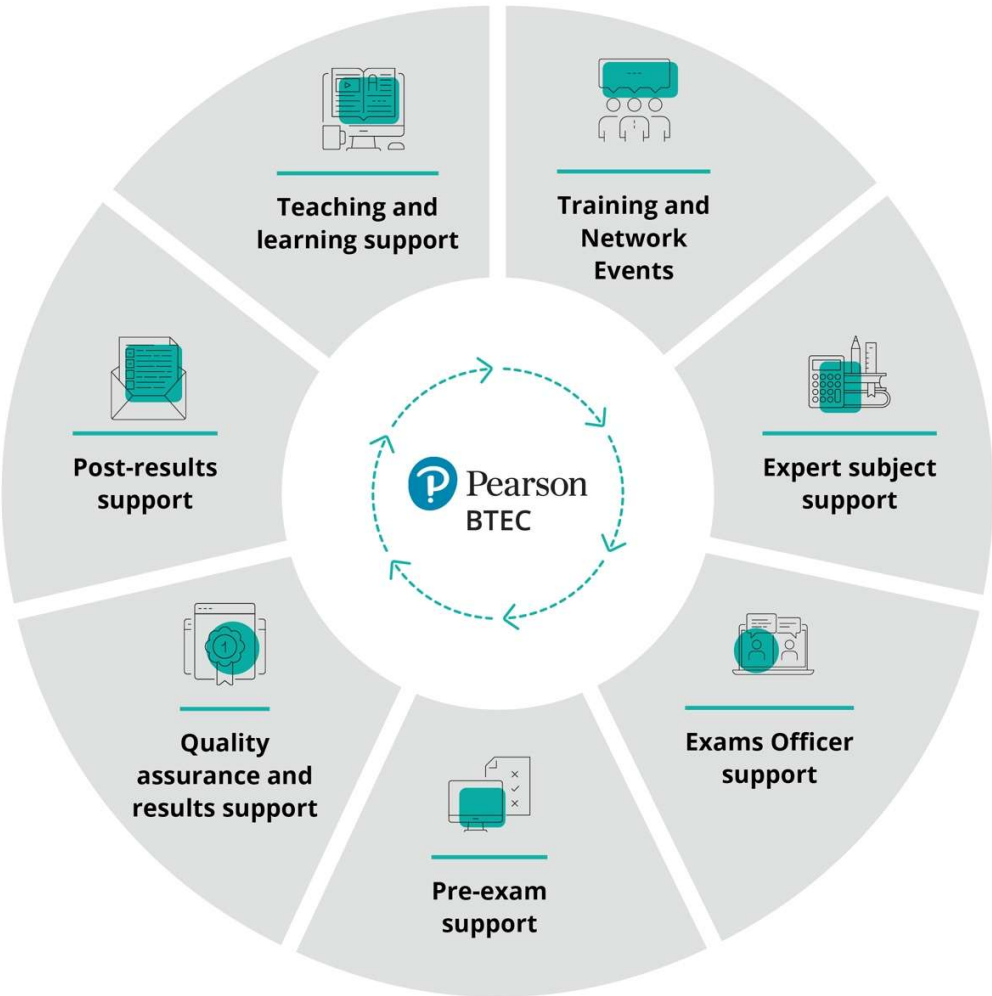 Teaching and
learning support
Training and
Network
Events
Expert subject
support
Exams Officer
support
Pre-exam
support
Quality
assurance and
results support
1
Post-results
support
Pearson
BTEC